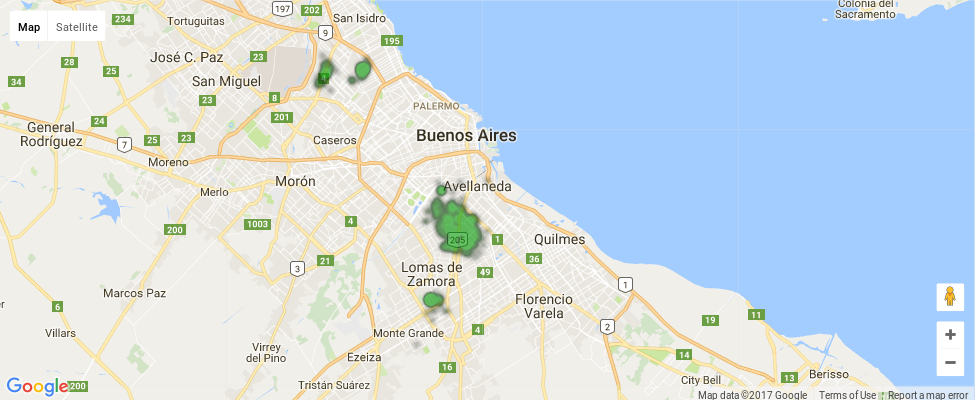 197
202
234
Tortuguitas
San Isidro
Colonia del
Sacramento
Map
Satellite
9
195
José C. Paz
23
28
San Miguel
34
1
8
23
PALERMO
201
24
General
Rodríguez
Buenos Aires
7
25
23
Caseros
Moreno
Morón
Avellaneda
Merlo
4
1003
200
205
1
Quilmes
36
21
3
Lomas de
Zamora
49
1
Marcos Paz
6
Florencio
Varela
11
19
2
Villars
4
Monte Grande
Virrey
del Pino
Ezeiza
14
16
13
Berisso
City Bell
Tristán Suárez
Google
200
Map data ©2017 Google
Terms of Use
Report a map error
+
−